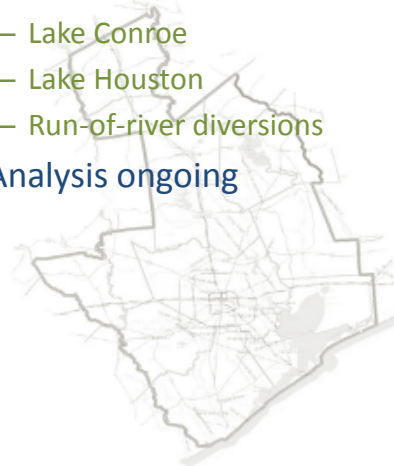 – Lake Conroe
– Lake Houston
– Run-of-river diversions
Analysis ongoing